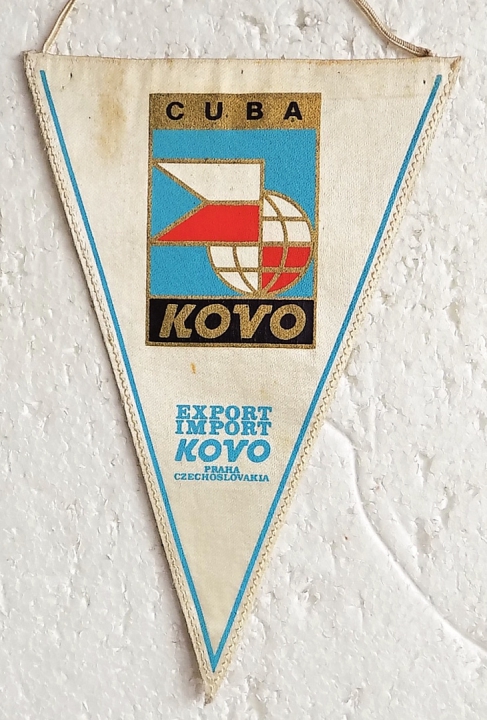 CUBA
KOVO
EXPORT
IMPORT
KOVO
PRAHA
CZECHOSLOVAKIA